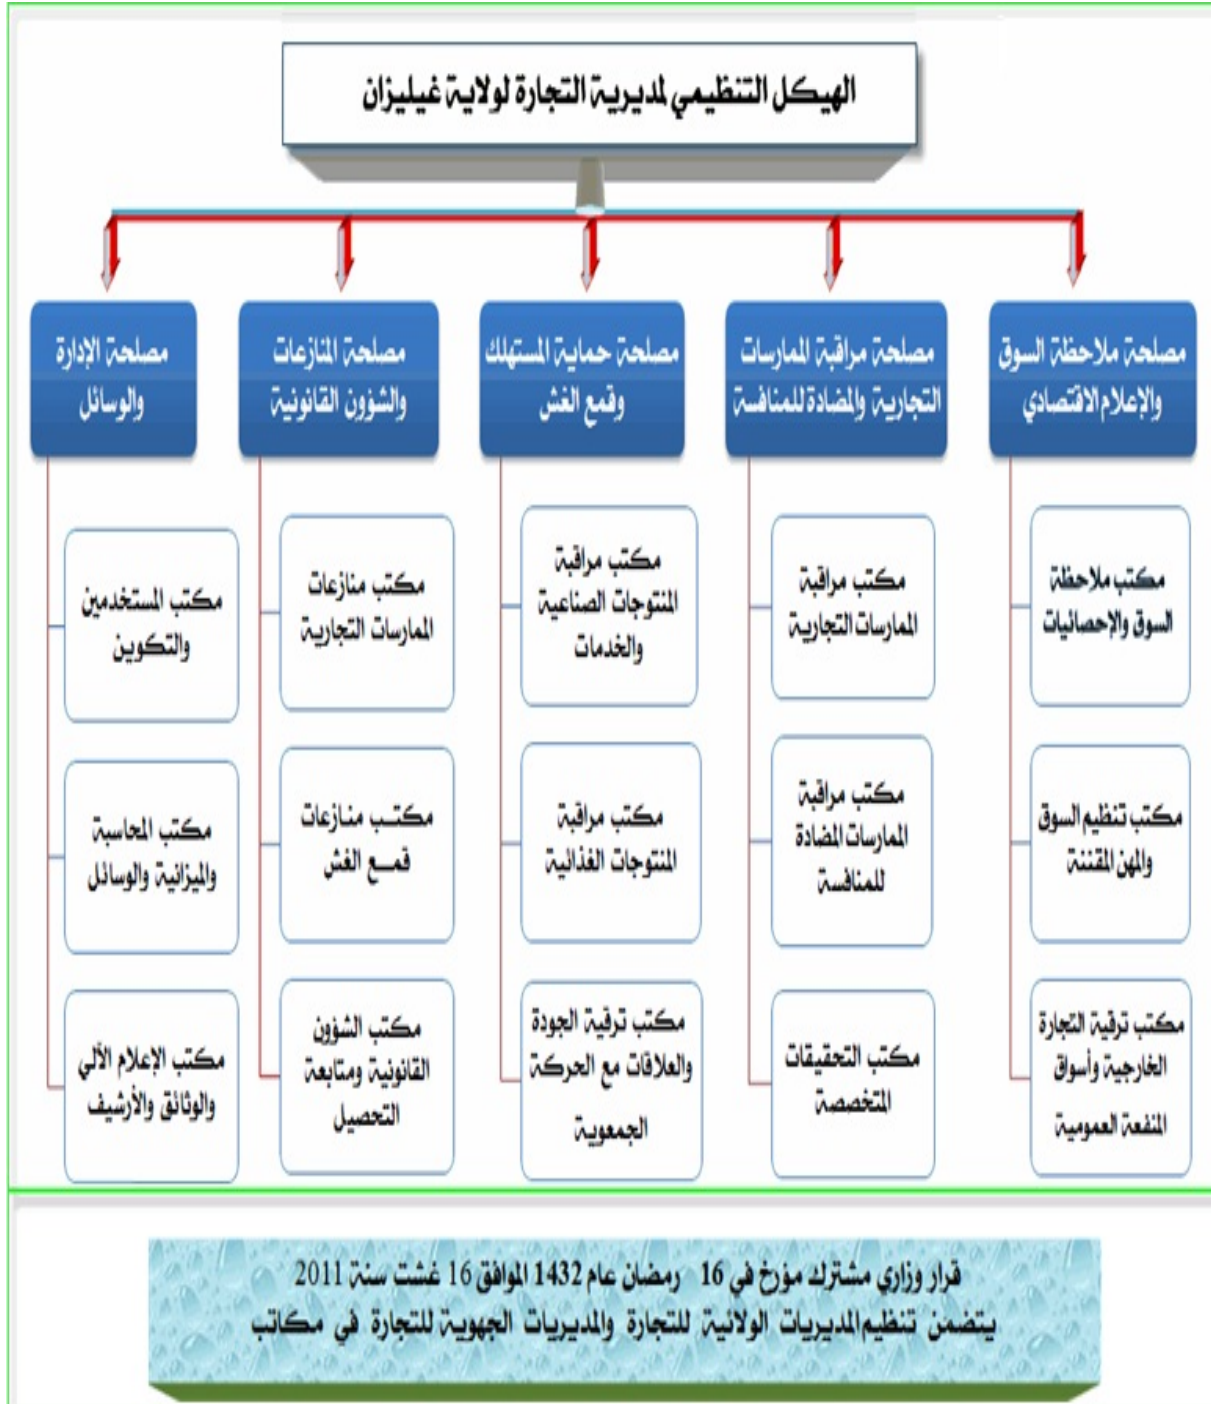 الهيكل التنظيمي لمديرية التجارة لولاية غيليزان
مصلحة ملاحظة السوق
والإعلام الاقتصادي
مصلحة مراقبة الممارسات
التجارية والمضادة للمنافسة
مصلحة حماية المستهلك
وقمع الغش
مصلحة المنازعات
والشؤون القانونية
مصلحة الإدارة
والوسائل
مكتب ملاحظة
السوق والإحصائيات
مكتب مراقبة
الممارسات التجارية
مكتب مراقبة
المنتوجات الصناعية
والخدمات
مكتب منازعات
الممارسات التجارية
مكتب المستخدمين
والتكوين
مكتب تنظيم السوق
والمهن المقننة
مكتب مراقبة
الممارسات المضادة
للمنافسة
مكتب مراقبة
المنتوجات الغذائية
مكتب منازعات
قمع الغش
مكتب المحاسبة
والميزانية والوسائل
مكتب ترقية التجارة
الخارجية وأسواق
المنفعة العمومية
مكتب التحقيقات
المتخصصة
مكتب ترقية الجودة
والعلاقات مع الحركة
الجمعوية
مكتب الشؤون
القانونية ومتابعة
التحصيل
مكتب الإعلام الآلي
والوثائق والأرشيف
قرار وزاري مشترك مؤرخ في 16 رمضان عام 1432 الموافق 16 غشت سنة 2011
يتضمن تنظيم المديريات الولائية للتجارة والمديريات الجهوية للتجارة في مكاتب